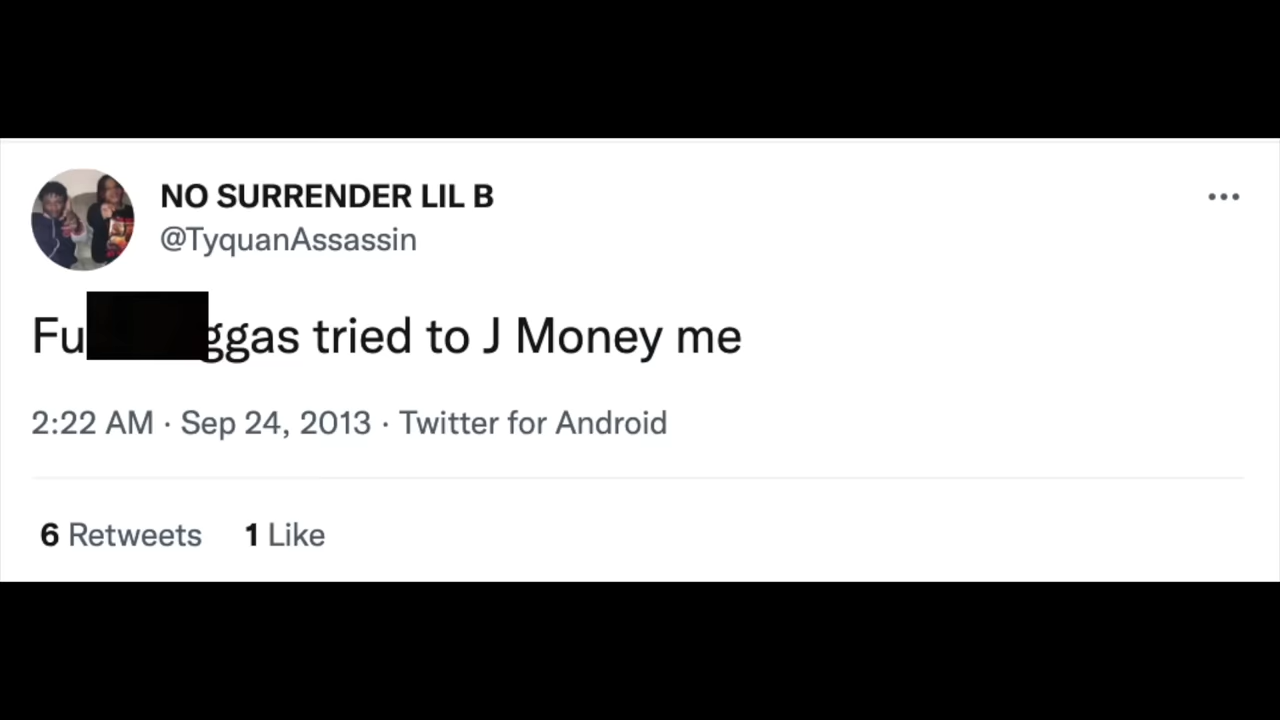 NO SURRENDER LIL B
@TyquanAssassin
Fu ggas tried to J Money me
2:22 AM · Sep 24, 2013 · Twitter for Android
6 Retweets 1 Like